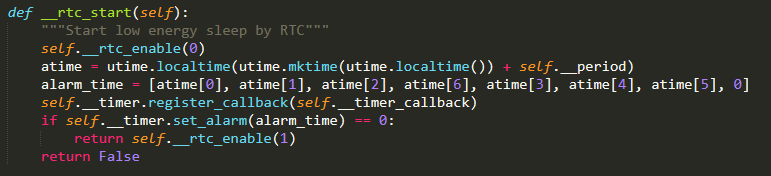 def __rtc_start(self):
    """Start low energy sleep by RTC"""
    self.__rtc_enable(0)
    atime = utime.localtime(utime.mktime(utime.localtime()) + self.__period)
    alarm_time = [atime[0], atime[1], atime[2], atime[6], atime[3], atime[4], atime[5], 0]
    self.__timer.register_callback(self.__timer_callback)
    if self.__timer.set_alarm(alarm_time) == 0:
        return self.__rtc_enable(1)
    return False